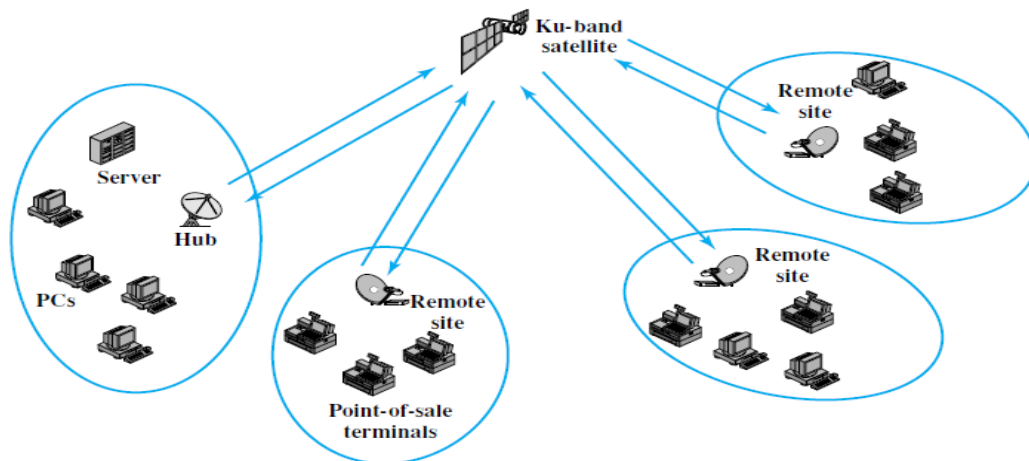 Ku-band
satellite
Remote
site
Server
Hub
PCs
Remote
site
Point-of-sale
terminals
Remote
site